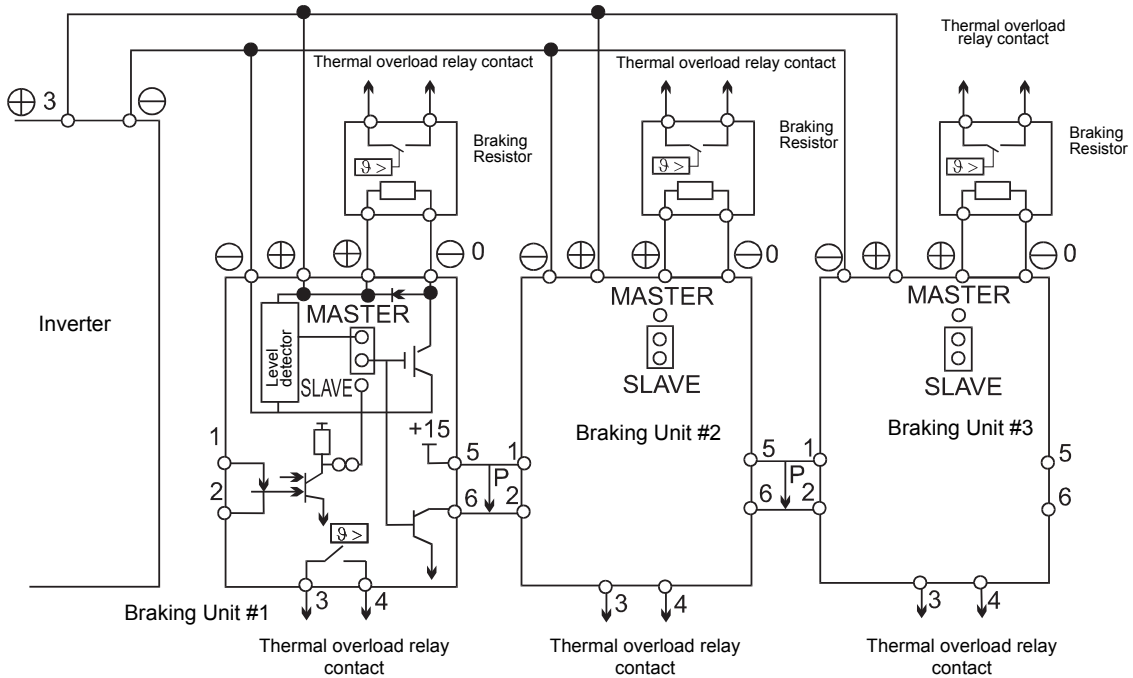 Thermal overload
relay contact
Thermal overload relay contact
Thermal overload relay contact
⊕ 3 ⊖
Braking
Resistor
Braking
Resistor
Braking
Resistor
ϑ >
ϑ >
ϑ >
⊖ ⊕ ⊕ ⊖ 0
⊖ ⊕ ⊕ ⊖ 0
⊖ ⊕ ⊕ ⊖ 0
Inverter
MASTER
Level
detector
SLAVE
MASTER
SLAVE
MASTER
SLAVE
+15
Braking Unit #2
Braking Unit #3
1
2
5
6
P
1
2
5
6
P
1
2
5
6
ϑ >
3
4
3
4
3
4
Braking Unit #1
Thermal overload relay
contact
Thermal overload relay
contact
Thermal overload relay
contact